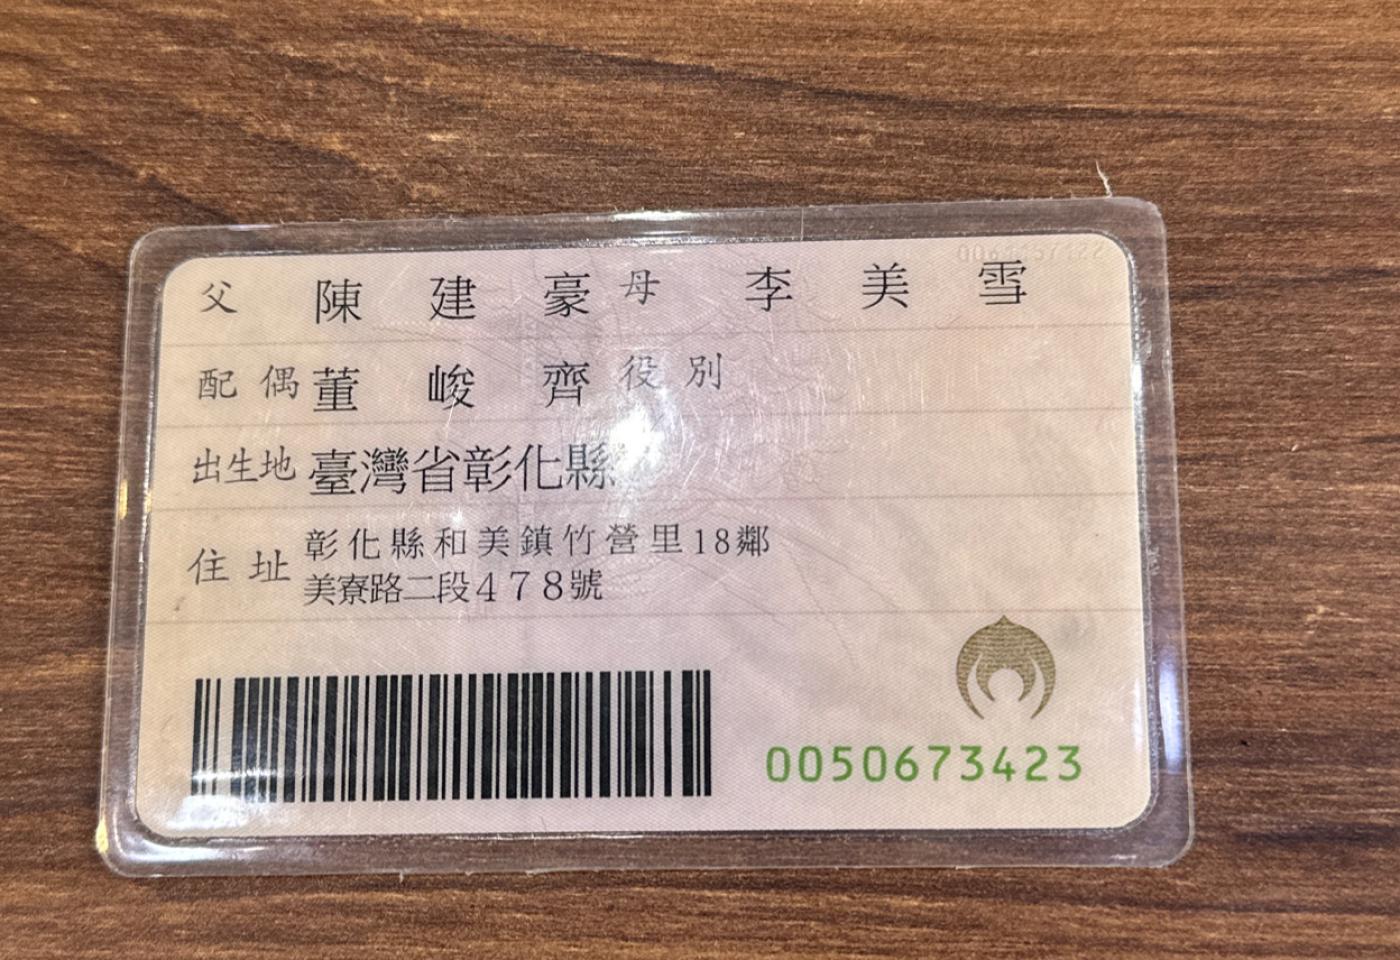 父 陳建豪 母 李美雪
配偶 董峻齊 役別
出生地 臺灣省彰化縣
住址 彰化縣和美鎮竹營里18鄰
美寮路二段478號
0050673423